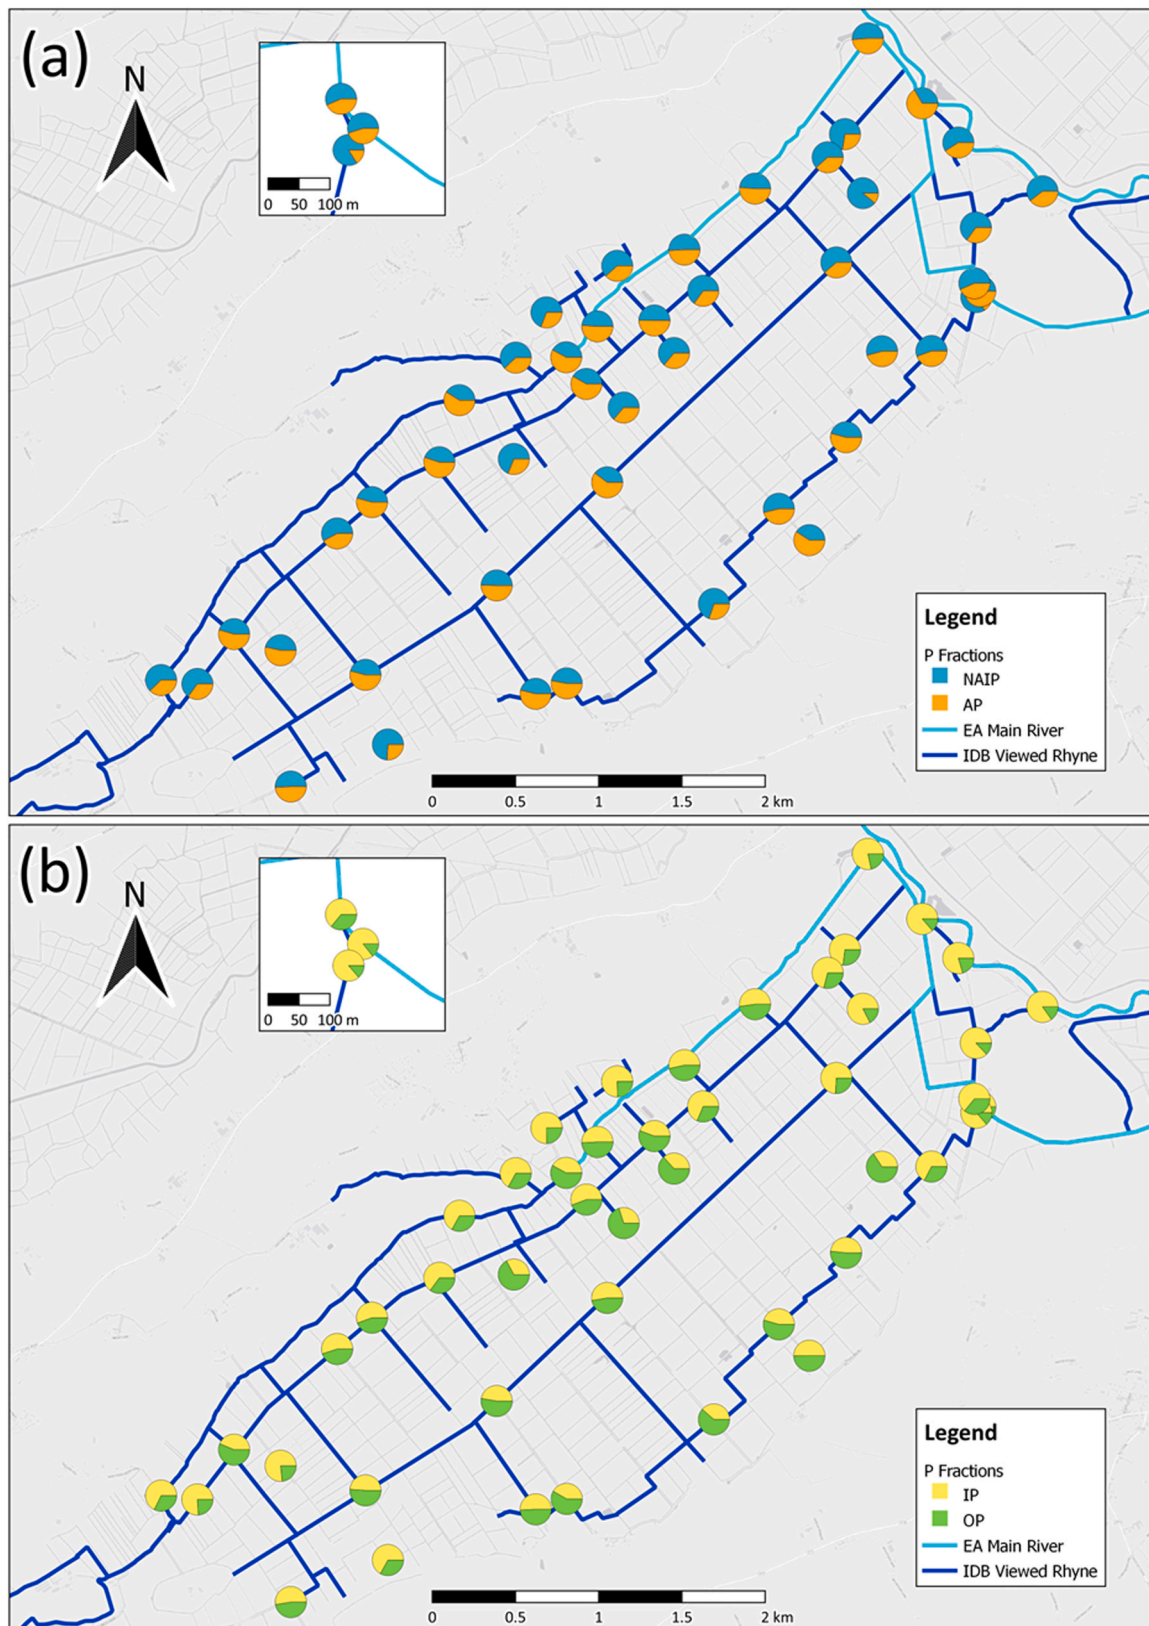 (a)
N
0 50 100 m
Legend
P Fractions
NAIP
AP
EA Main River
IDB Viewed Rhyne
0 0.5 1 1.5 2 km
(b)
N
0 50 100 m
Legend
P Fractions
IP
OP
EA Main River
IDB Viewed Rhyne
0 0.5 1 1.5 2 km